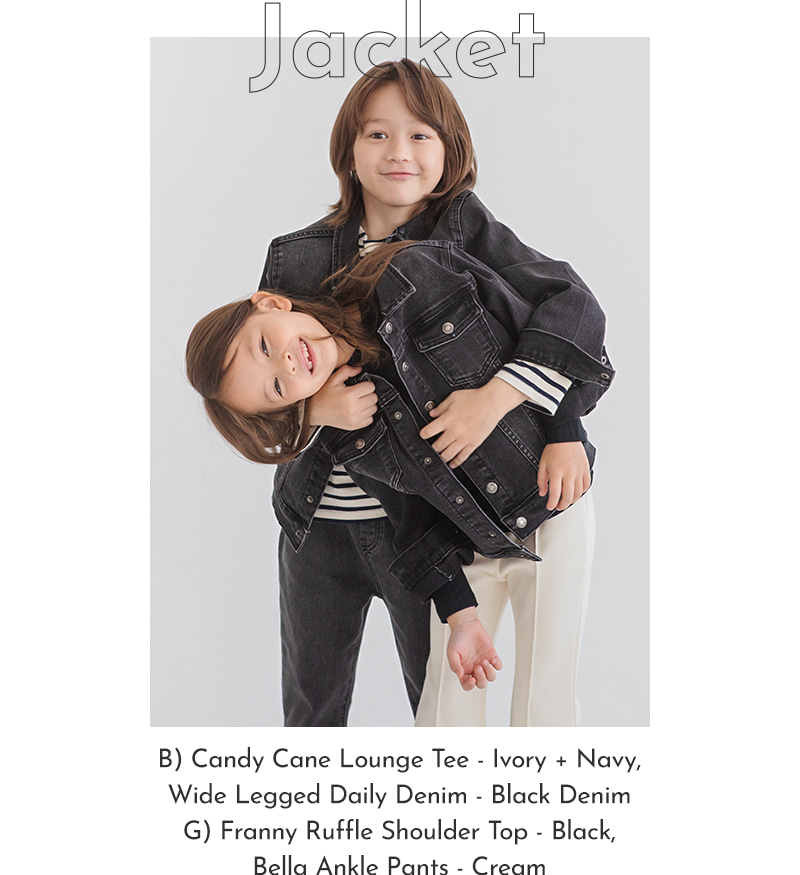 Jacket
B) Candy Cane Lounge Tee - Ivory + Navy,
Wide Legged Daily Denim - Black Denim
G) Franny Ruffle Shoulder Top - Black,
Bella Ankle Pants - Cream